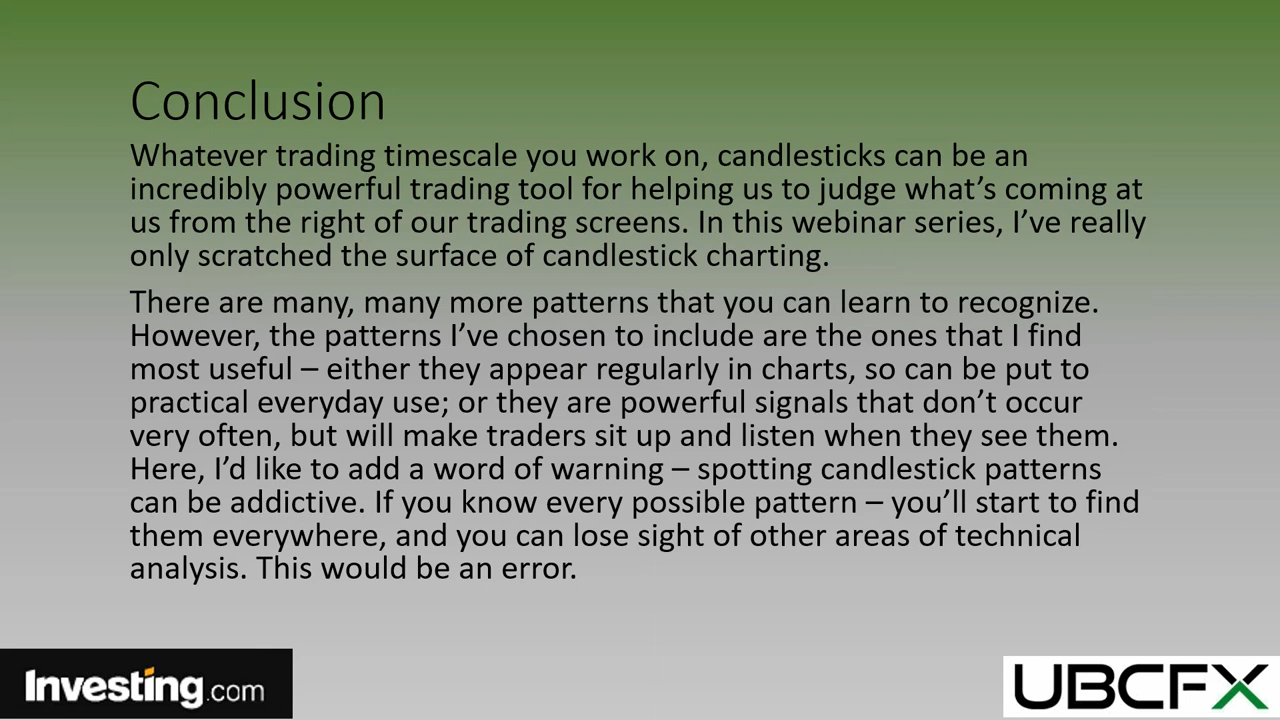 Conclusion
Whatever trading timescale you work on, candlesticks can be an
incredibly powerful trading tool for helping us to judge what’s coming at
us from the right of our trading screens. In this webinar series, I’ve really
only scratched the surface of candlestick charting.
There are many, many more patterns that you can learn to recognize.
However, the patterns I’ve chosen to include are the ones that I find
most useful – either they appear regularly in charts, so can be put to
practical everyday use; or they are powerful signals that don’t occur
very often, but will make traders sit up and listen when they see them.
Here, I’d like to add a word of warning – spotting candlestick patterns
can be addictive. If you know every possible pattern – you’ll start to find
them everywhere, and you can lose sight of other areas of technical
analysis. This would be an error.
Investing.com
UBCFX